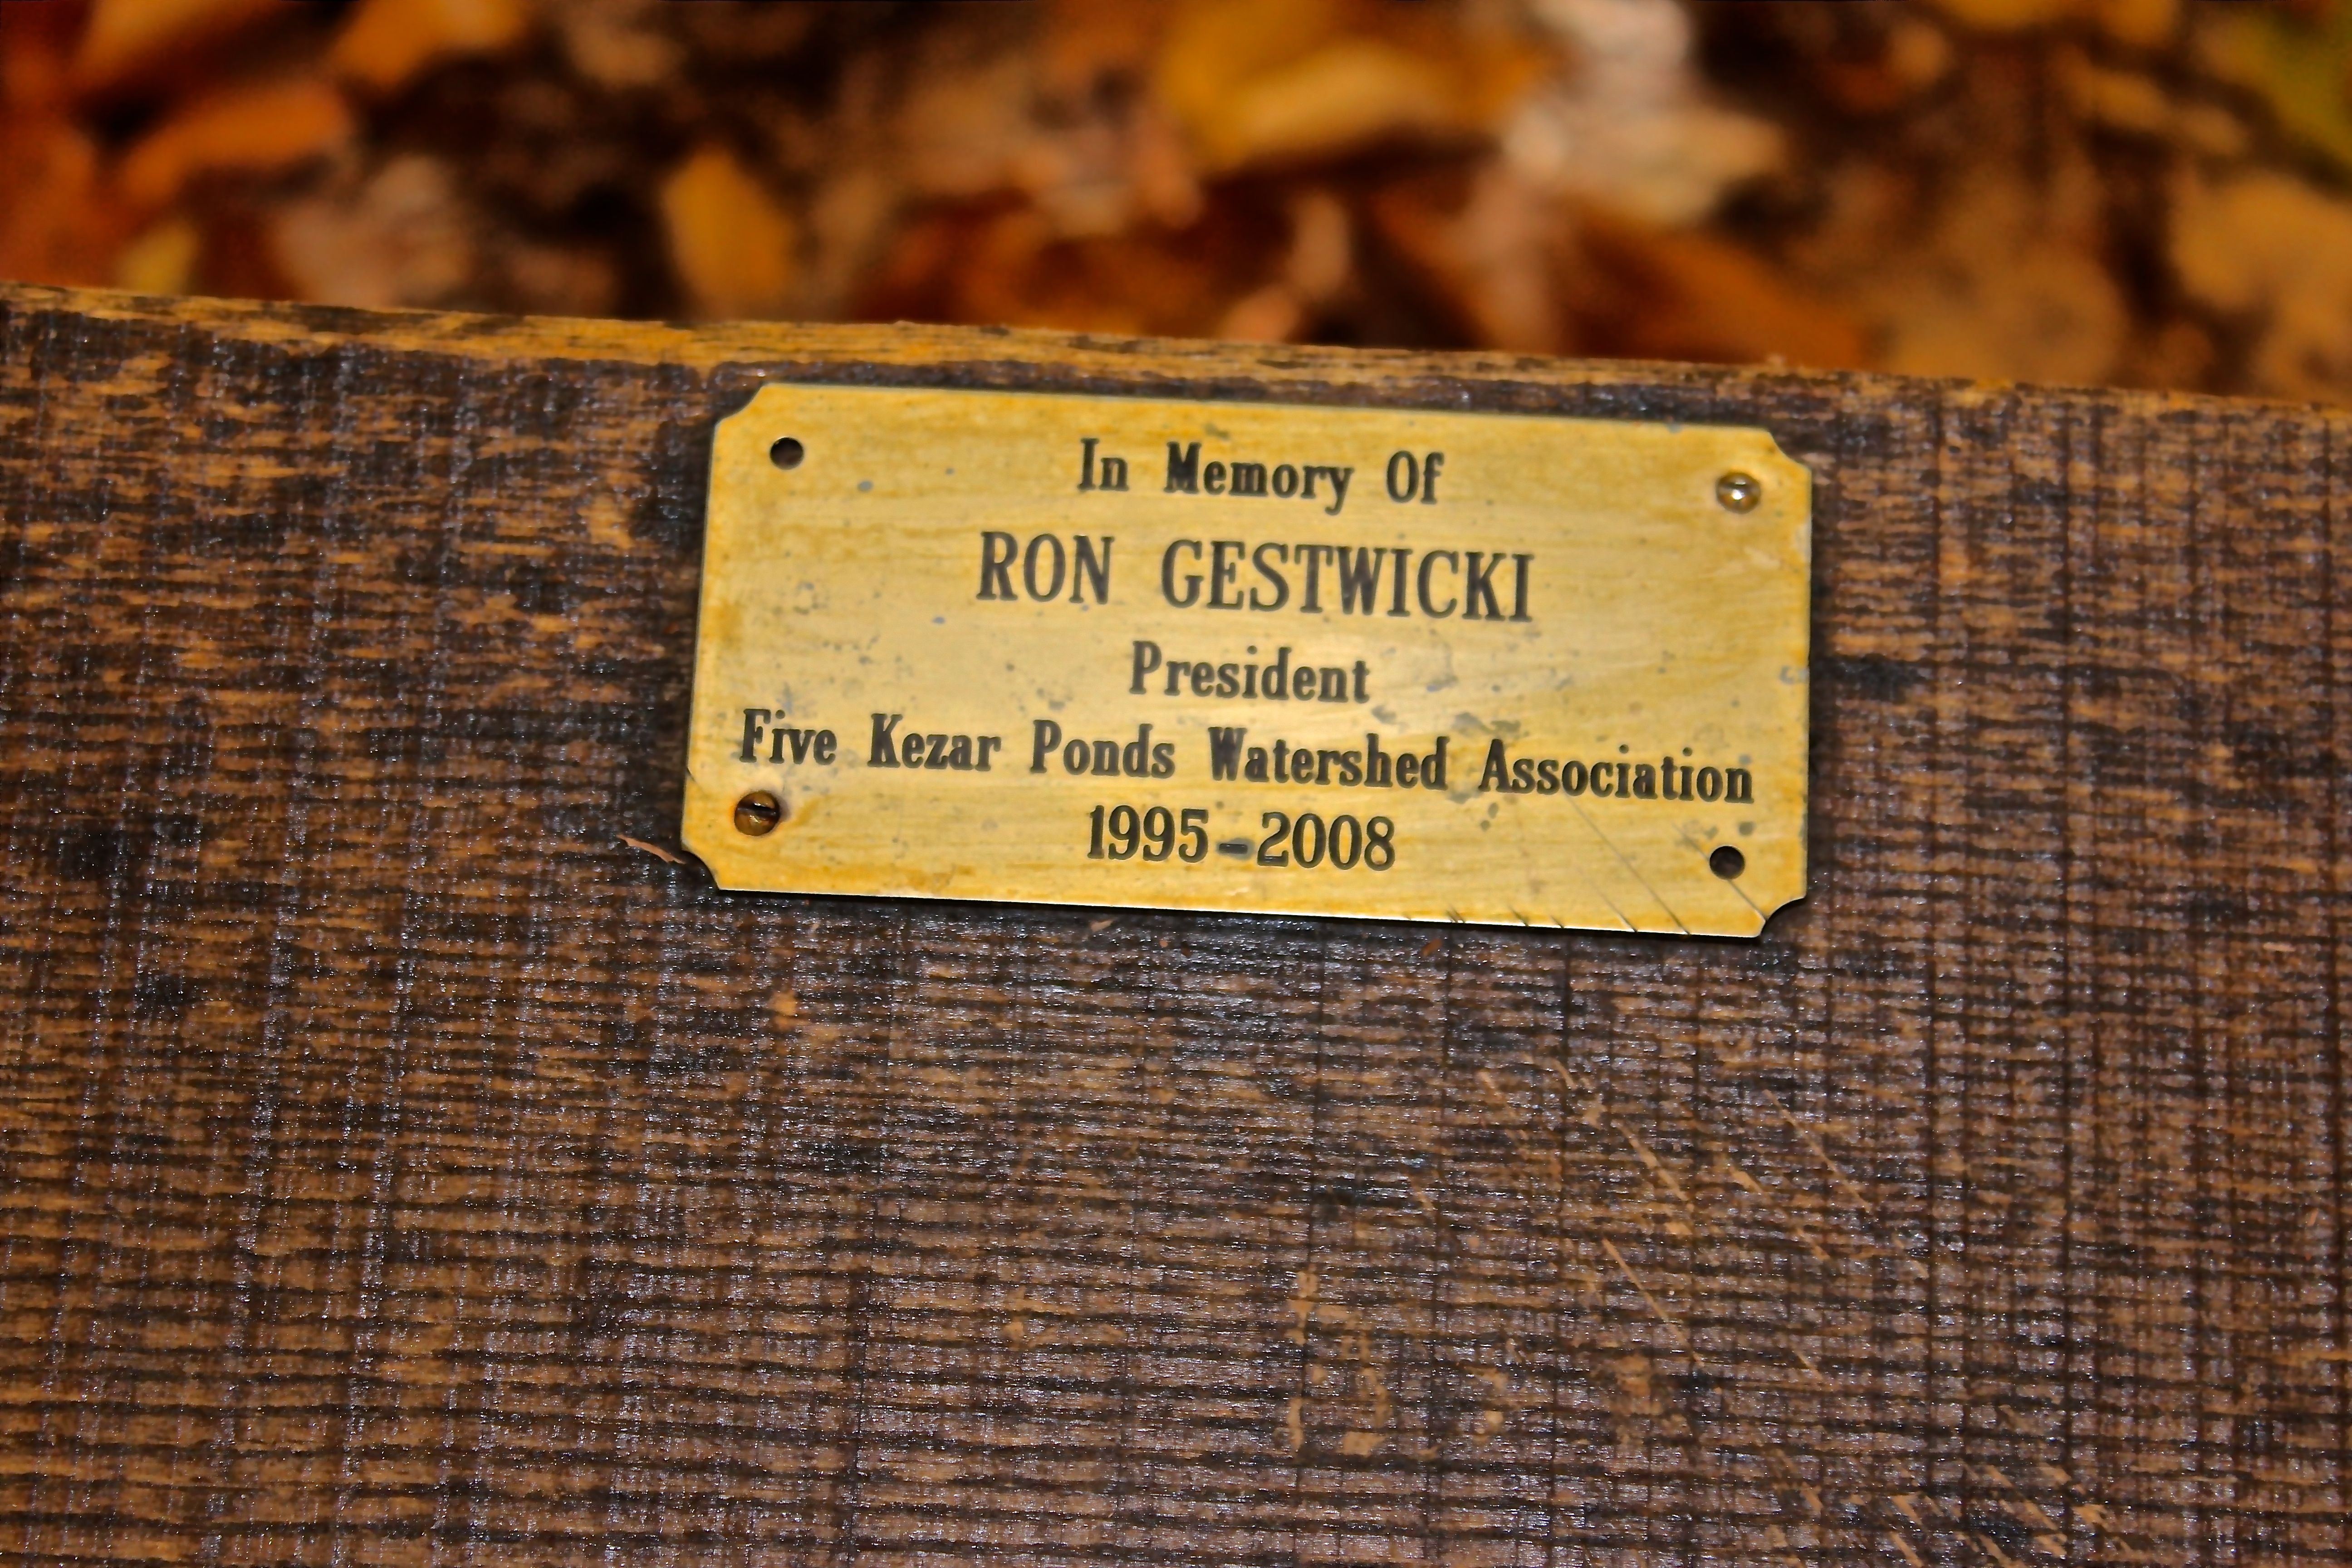 In Memory Of
RON GESTWICKI
President
Five Kezar Ponds Watershed Association
1995-2008